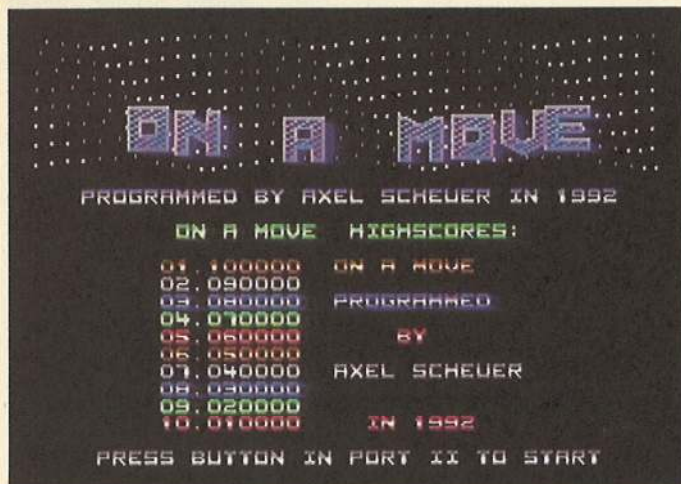 ON A MOVE
PROGRAMMED BY AXEL SCHEUER IN 1992
ON A MOVE HIGHSCORES:
01.100000 ON A MOVE
02.090000
03.080000 PROGRAMMED
04.070000
05.060000 BY
06.050000
07.040000 AXEL SCHEUER
08.030000
09.020000
10.010000 IN 1992
PRESS BUTTON IN PORT II TO START